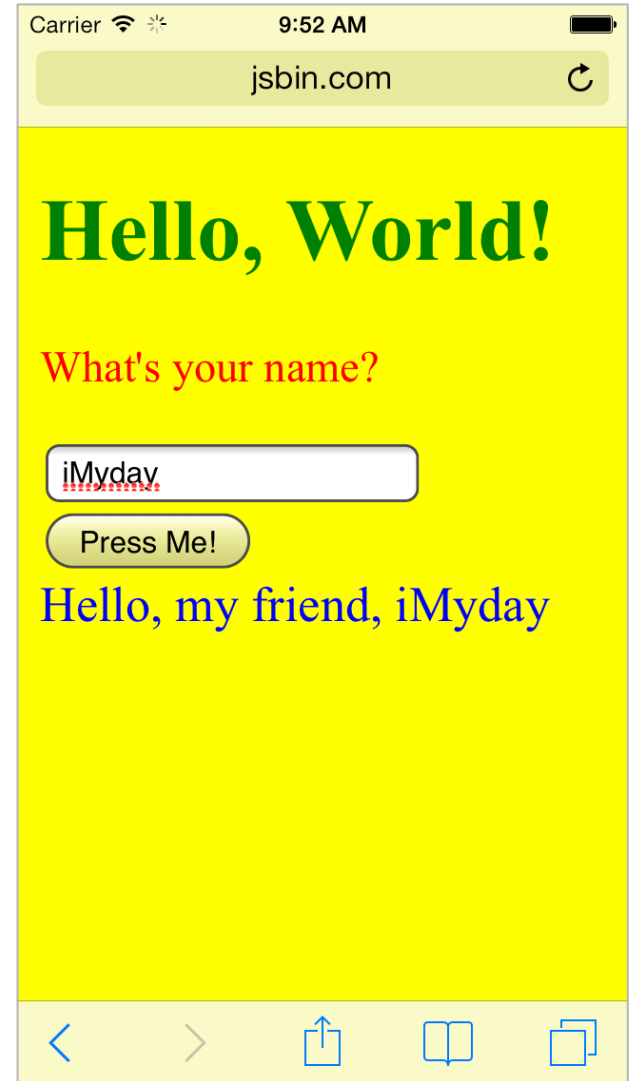 Carrier 9:52 AM
jsbin.com
Hello, World!
What's your name?
iMyday
Press Me!
Hello, my friend, iMyday